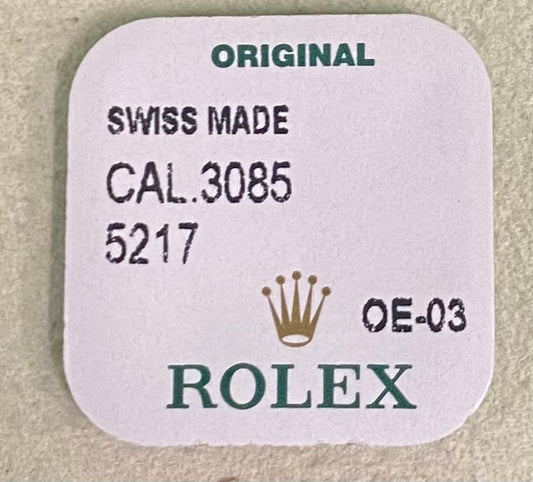 ORIGINAL
SWISS MADE
CAL.3085
5217
OE-03
ROLEX